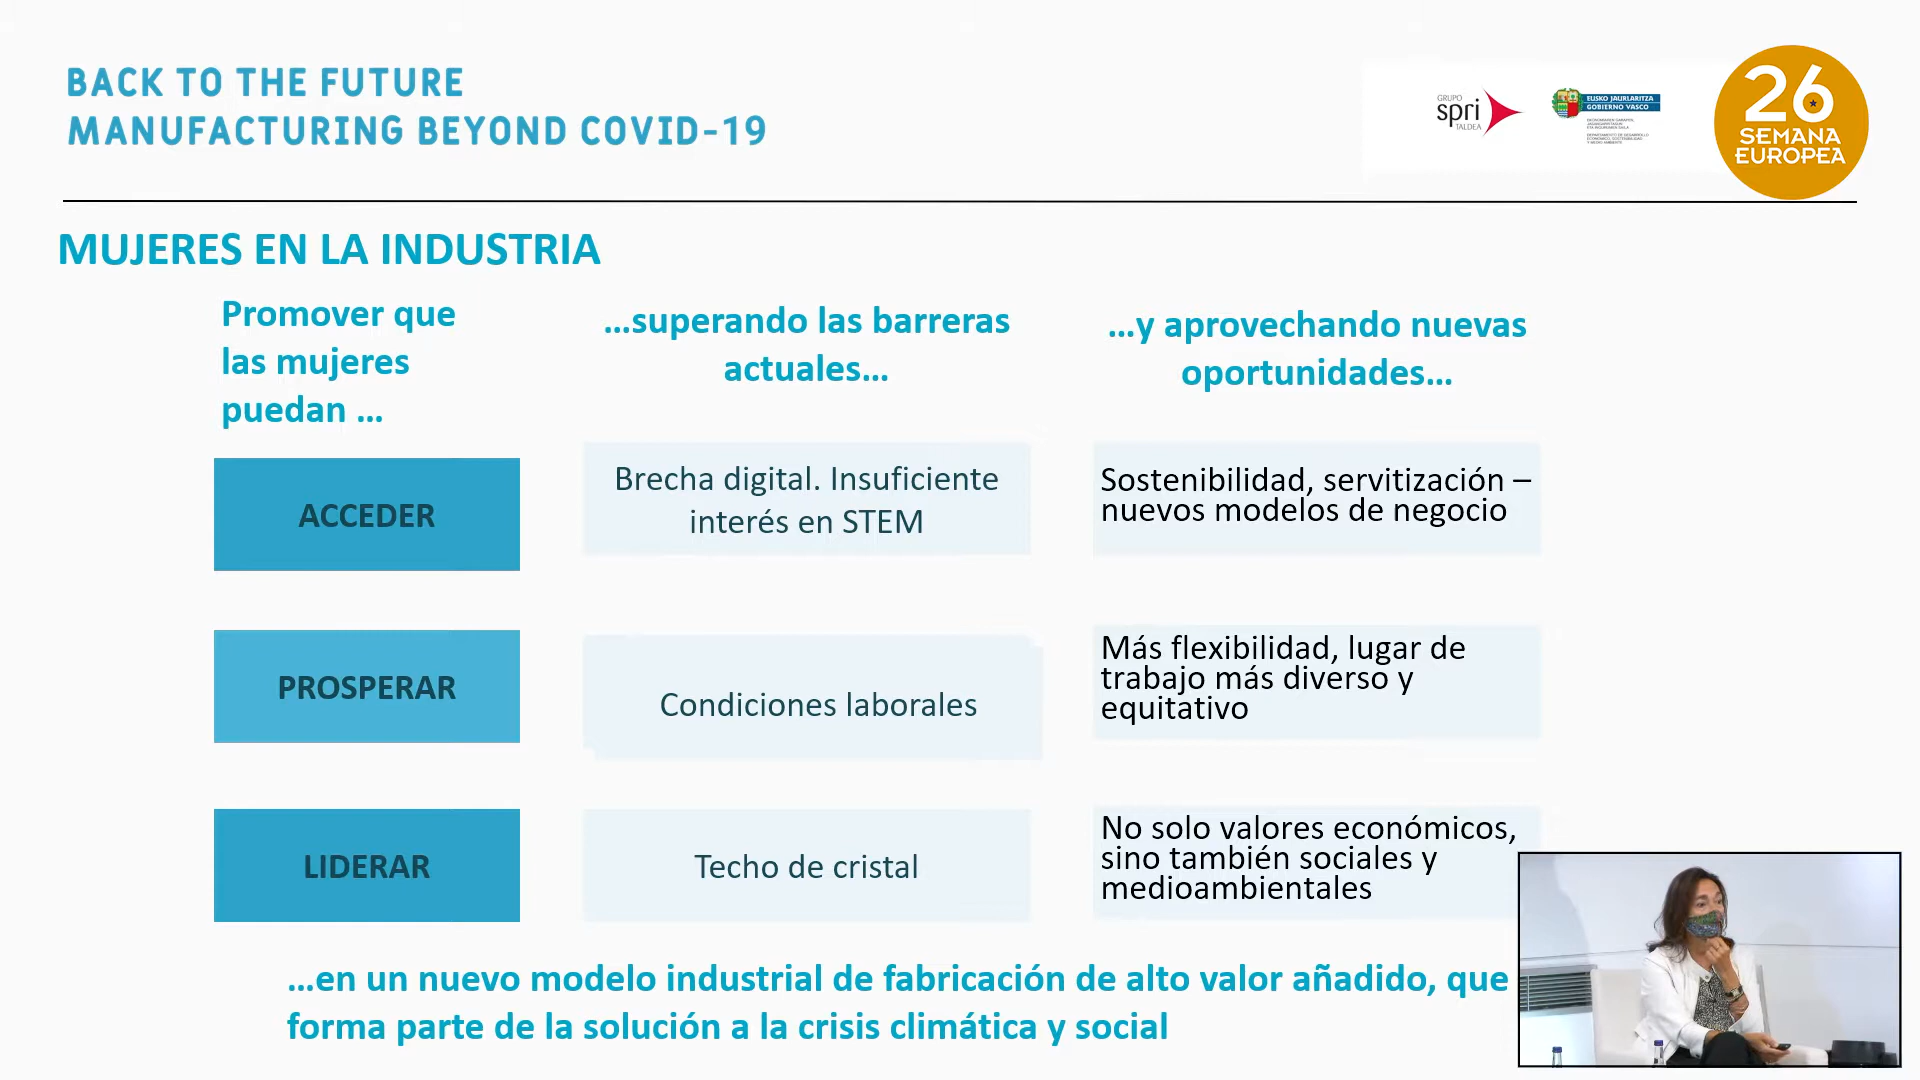 BACK TO THE FUTURE
MANUFACTURING BEYOND COVID-19
GRUPO
spri
TALDEA
EUSKO JAURLARITZA
GOBIERNO VASCO
26
SEMANA
EUROPEA
MUJERES EN LA INDUSTRIA
Promover que
las mujeres
puedan ...
...superando las barreras
actuales...
...y aprovechando nuevas
oportunidades...
ACCEDER
Brecha digital. Insuficiente
interés en STEM
Sostenibilidad, servitización –
nuevos modelos de negocio
PROSPERAR
Condiciones laborales
Más flexibilidad, lugar de
trabajo más diverso y
equitativo
LIDERAR
Techo de cristal
No solo valores económicos,
sino también sociales y
medioambientales
...en un nuevo modelo industrial de fabricación de alto valor añadido, que
forma parte de la solución a la crisis climática y social